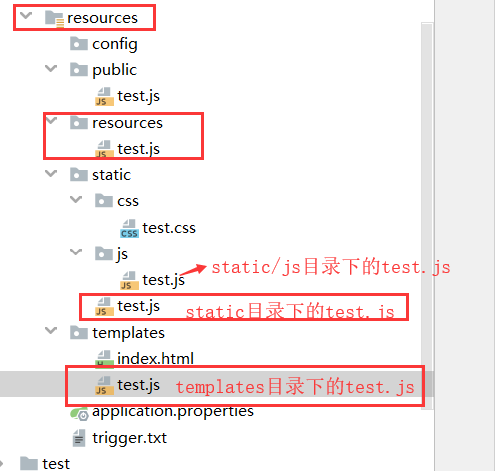 resources
config
public
test.js
resources
test.js
static
css
test.css
js
test.js static/js目录下的test.js
test.js static目录下的test.js
templates
index.html
test.js templates目录下的test.js
application.properties
trigger.txt
test